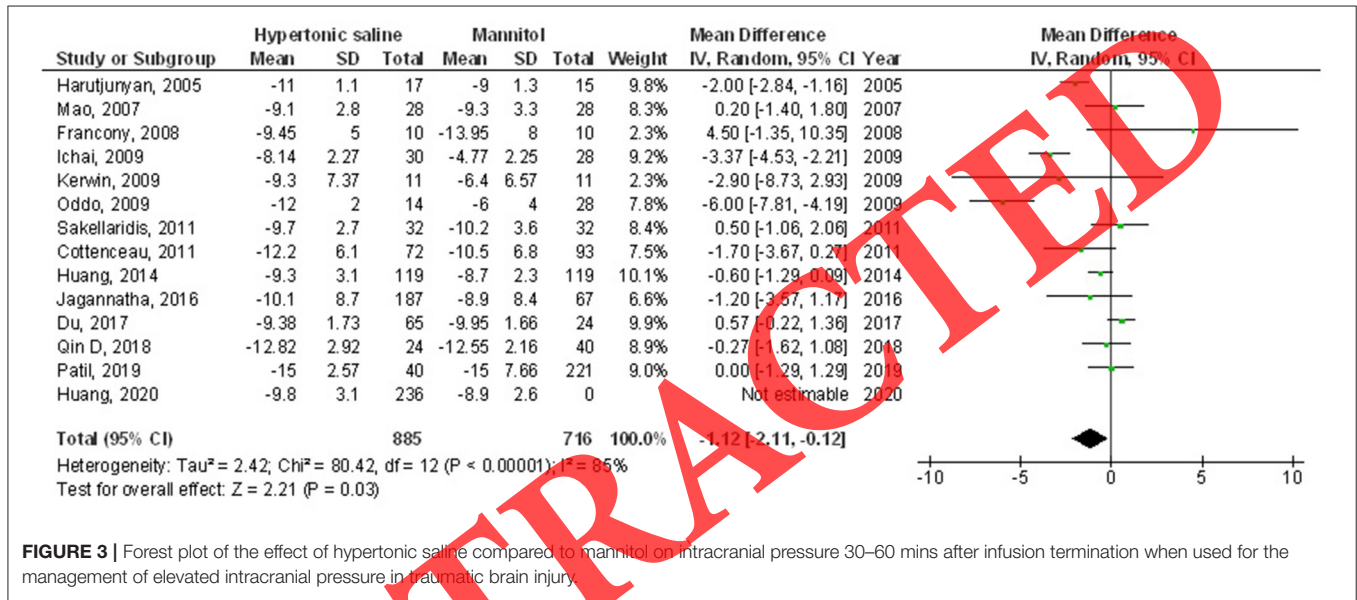 Hypertonic saline Mannitol Mean Difference Mean Difference
Study or Subgroup Mean SD Total Mean SD Total Weight IV, Random, 95% CI Year IV, Random, 95% CI
Harutjunyan, 2005 -11 1.1 17 -9 1.3 15 9.8% -2.00 [-2.84, -1.16] 2005
Mao, 2007 -9.1 2.8 28 -9.3 3.3 28 8.3% 0.20 [-1.40, 1.80] 2007
Francony, 2008 -9.45 5 10 -13.95 8 10 2.3% 4.50 [-1.35, 10.35] 2008
Ichai, 2009 -8.14 2.27 30 -4.77 2.25 28 9.2% -3.37 [-4.53, -2.21] 2009
Kerwin, 2009 -9.3 7.37 11 -6.4 6.57 11 2.3% -2.90 [-8.73, 2.93] 2009
Oddo, 2009 -12 2 14 -6 4 28 7.8% -6.00 [-7.81, -4.19] 2009
Sakellaridis, 2011 -9.7 2.7 32 -10.2 3.6 32 8.4% 0.50 [-1.06, 2.06] 2011
Cottenceau, 2011 -12.2 6.1 72 -10.5 6.8 93 7.5% -1.70 [-3.67, 0.27] 2011
Huang, 2014 -9.3 3.1 119 -8.7 2.3 119 10.1% -0.60 [-1.29, 0.09] 2014
Jagannatha, 2016 -10.1 8.7 187 -8.9 8.4 67 6.6% -1.20 [-3.57, 1.17] 2016
Du, 2017 -9.38 1.73 65 -9.95 1.66 24 9.9% 0.57 [-0.22, 1.36] 2017
Qin D, 2018 -12.82 2.92 24 -12.55 2.16 40 8.9% -0.27 [-1.62, 1.08] 2018
Patil, 2019 -15 2.57 40 -15 7.66 221 9.0% 0.00 [-1.29, 1.29] 2019
Huang, 2020 -9.8 3.1 236 -8.9 2.6 0 Not estimable 2020
Total (95% CI) 885 716 100.0% -1.12 [-2.11, -0.12]
Heterogeneity: Tau² = 2.42; Chi² = 80.42, df = 12 (P < 0.00001); I² = 85%
Test for overall effect: Z = 2.21 (P = 0.03)
-10 -5 0 5 10
FIGURE 3 | Forest plot of the effect of hypertonic saline compared to mannitol on intracranial pressure 30–60 mins after infusion termination when used for the
management of elevated intracranial pressure in traumatic brain injury.
TRACTED